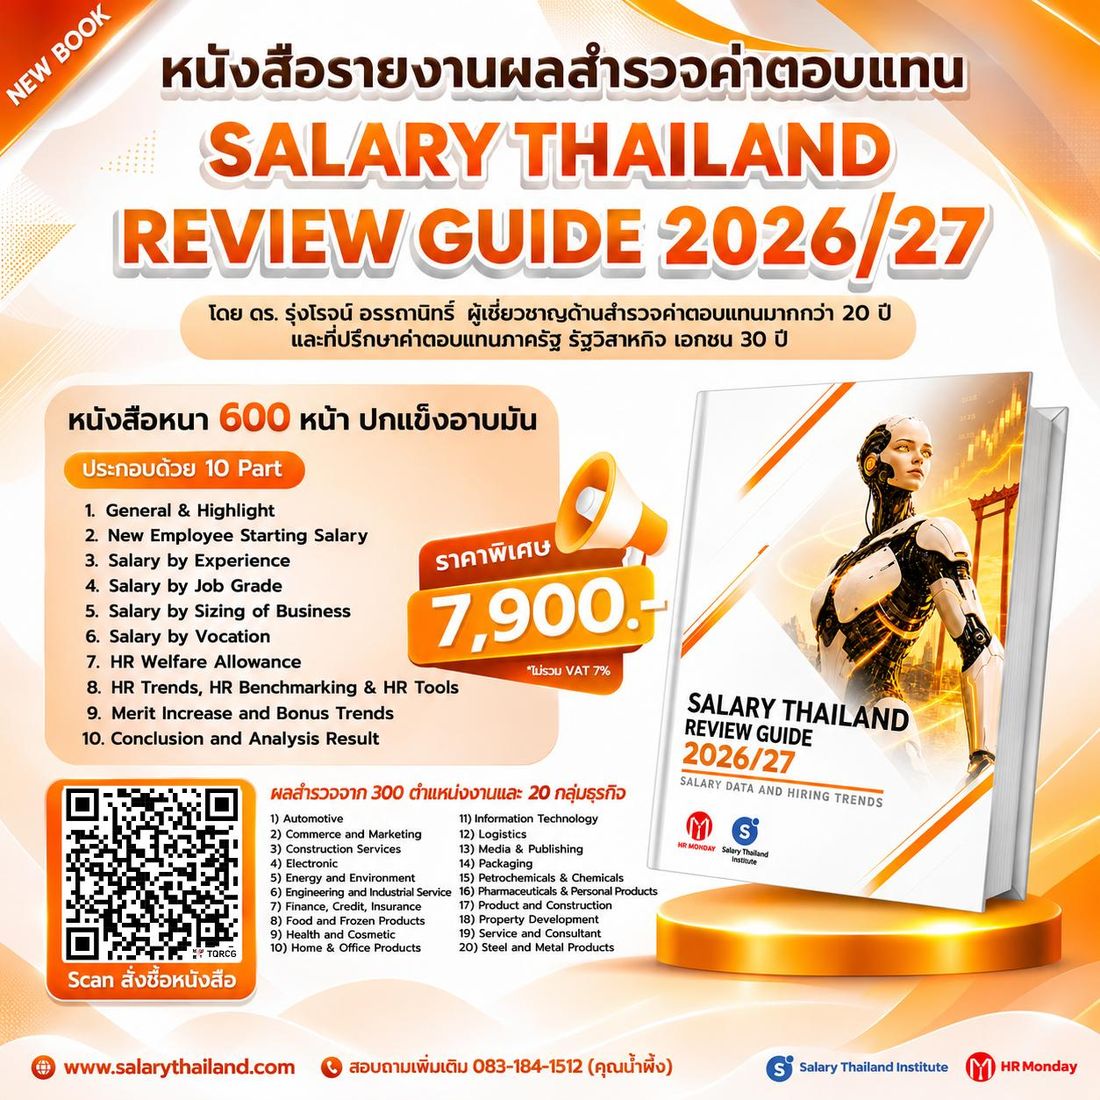 NEW BOOK
หนังสือรายงานผลสำรวจค่าตอบแทน
SALARY THAILAND
REVIEW GUIDE 2026/27
โดย ดร. รุ่งโรจน์ อรรถานิทธิ์ ผู้เชี่ยวชาญด้านสำรวจค่าตอบแทนมากกว่า 20 ปี
และที่ปรึกษาค่าตอบแทนภาครัฐ รัฐวิสาหกิจ เอกชน 30 ปี
หนังสือหนา 600 หน้า ปกแข็งอาบมัน
ประกอบด้วย 10 Part
1. General & Highlight
2. New Employee Starting Salary
3. Salary by Experience
4. Salary by Job Grade
5. Salary by Sizing of Business
6. Salary by Vocation
7. HR Welfare Allowance
8. HR Trends, HR Benchmarking & HR Tools
9. Merit Increase and Bonus Trends
10. Conclusion and Analysis Result
ราคาพิเศษ
7,900.-
*ไม่รวม VAT 7%
SALARY THAILAND
REVIEW GUIDE
2026/27
SALARY DATA AND HIRING TRENDS
HR MONDAY
Salary Thailand
Institute
ผลสำรวจจาก 300 ตำแหน่งงานและ 20 กลุ่มธุรกิจ
1) Automotive
2) Commerce and Marketing
3) Construction Services
4) Electronic
5) Energy and Environment
6) Engineering and Industrial Service
7) Finance, Credit, Insurance
8) Food and Frozen Products
9) Health and Cosmetic
10) Home & Office Products
11) Information Technology
12) Logistics
13) Media & Publishing
14) Packaging
15) Petrochemicals & Chemicals
16) Pharmaceuticals & Personal Products
17) Product and Construction
18) Property Development
19) Service and Consultant
20) Steel and Metal Products
TQRCG
Scan สั่งซื้อหนังสือ
www.salarythailand.com
สอบถามเพิ่มเติม 083-184-1512 (คุณน้ำผึ้ง)
Salary Thailand Institute
HR Monday